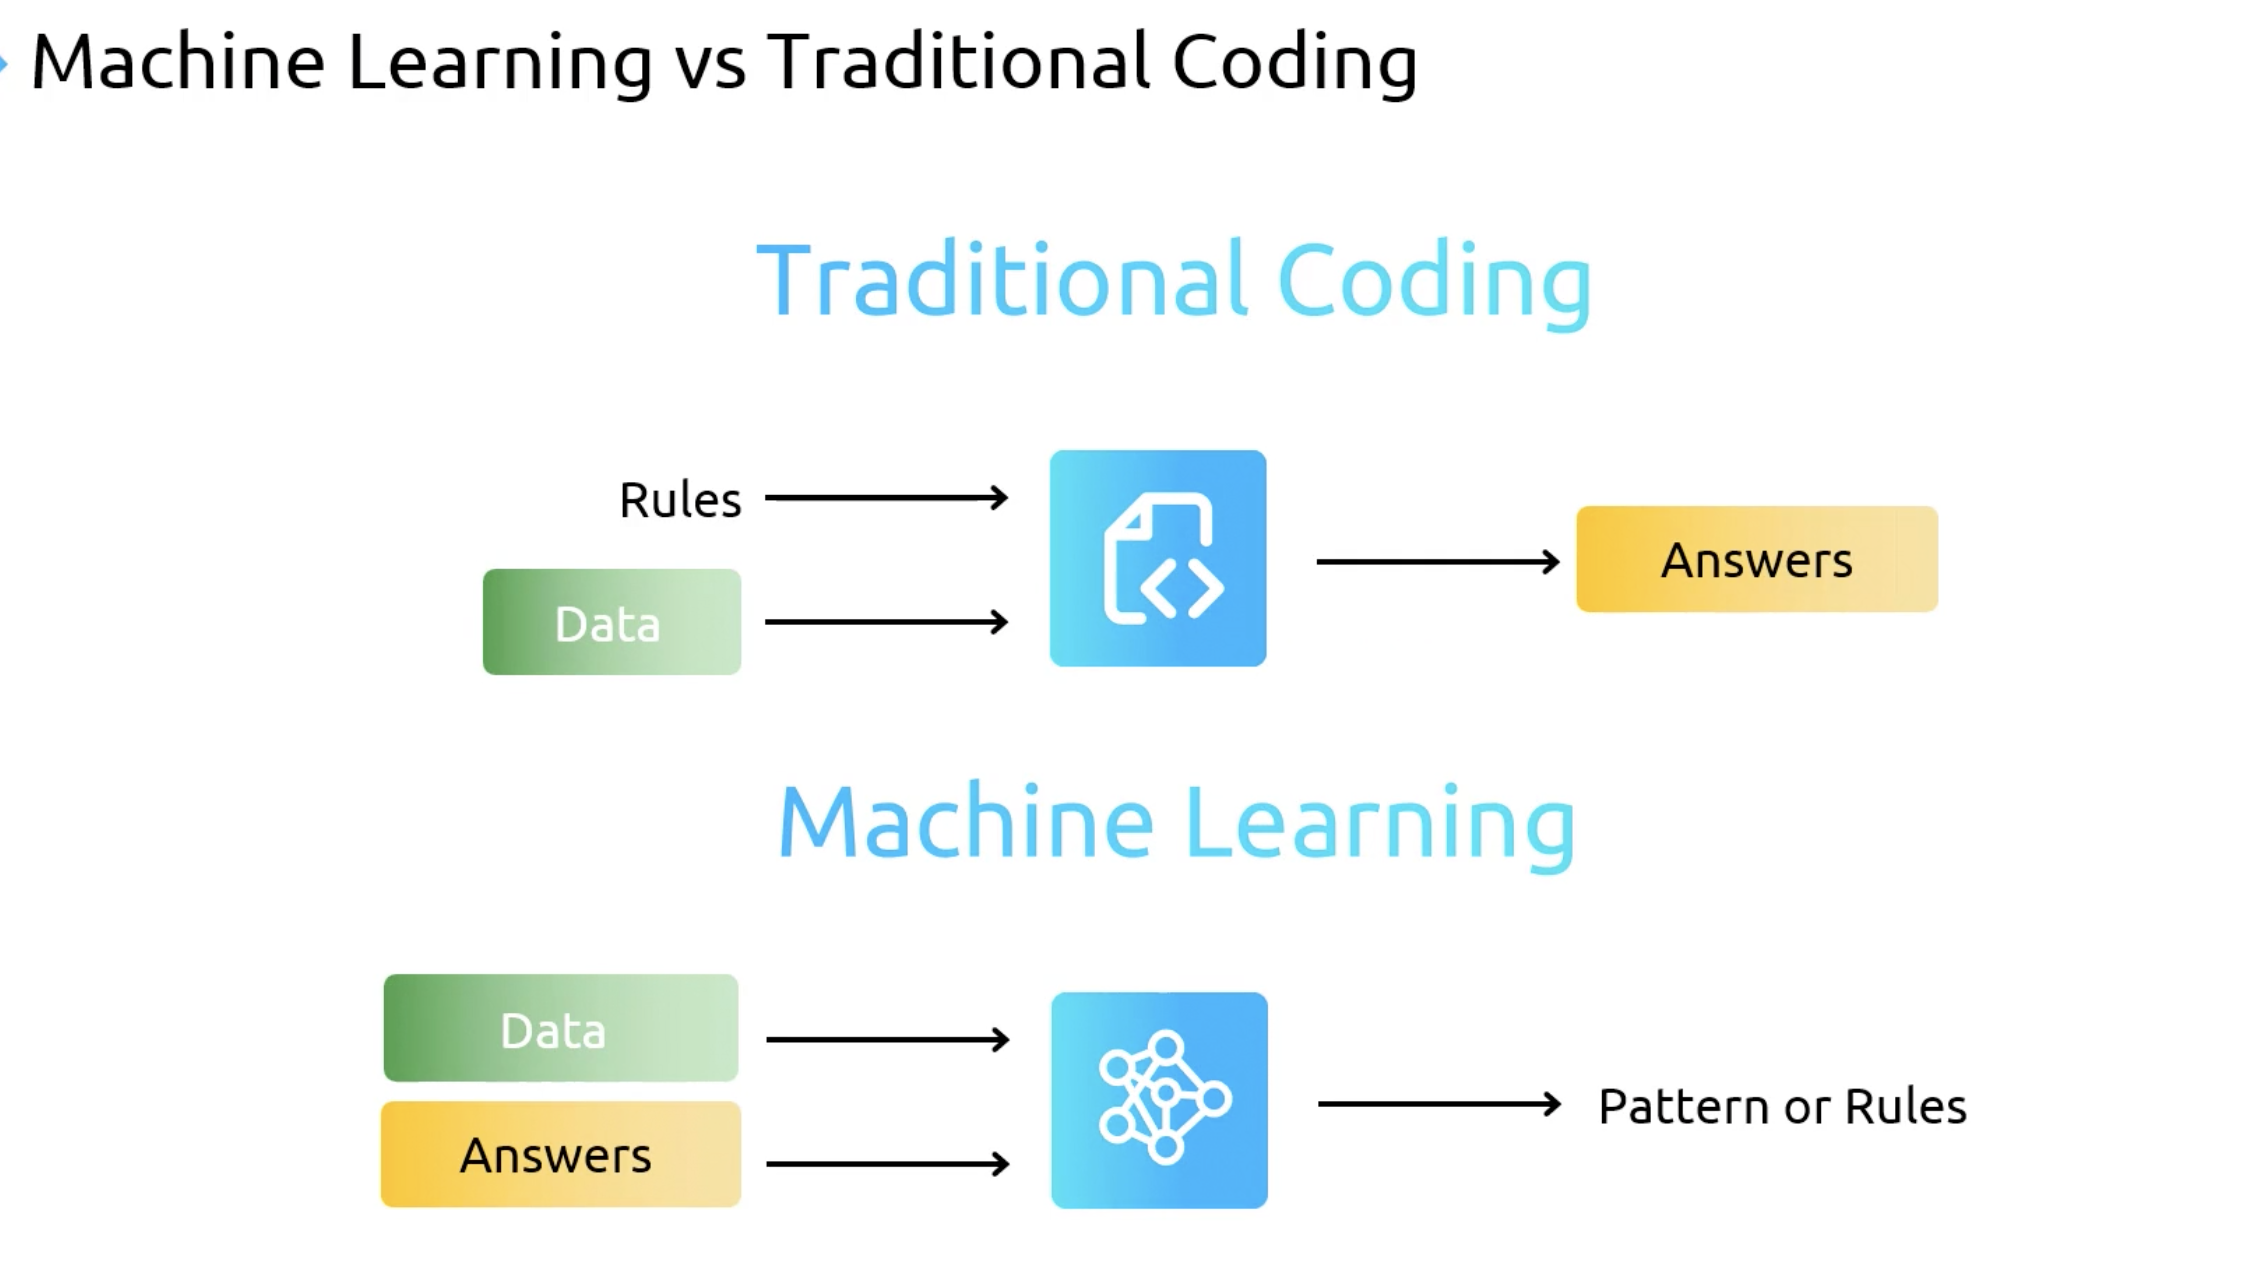 Machine Learning vs Traditional Coding
Traditional Coding
Rules
Data
Answers
Machine Learning
Data
Answers
Pattern or Rules